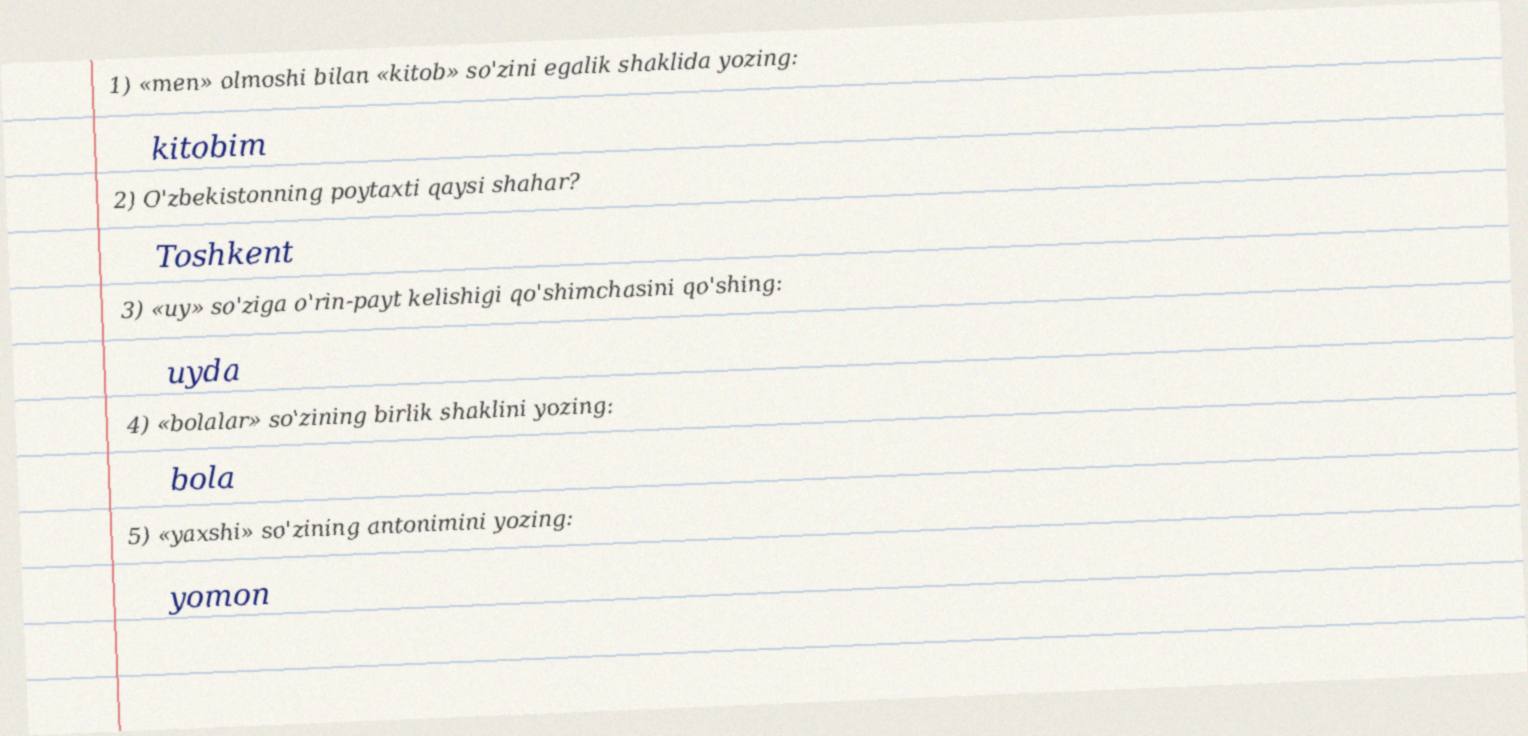 1) «men» olmoshi bilan «kitob» so'zini egalik shaklida yozing:
kitobim
2) O'zbekistonning poytaxti qaysi shahar?
Toshkent
3) «uy» so'ziga o'rin-payt kelishigi qo'shimchasini qo'shing:
uyda
4) «bolalar» so'zining birlik shaklini yozing:
bola
5) «yaxshi» so'zining antonimini yozing:
yomon